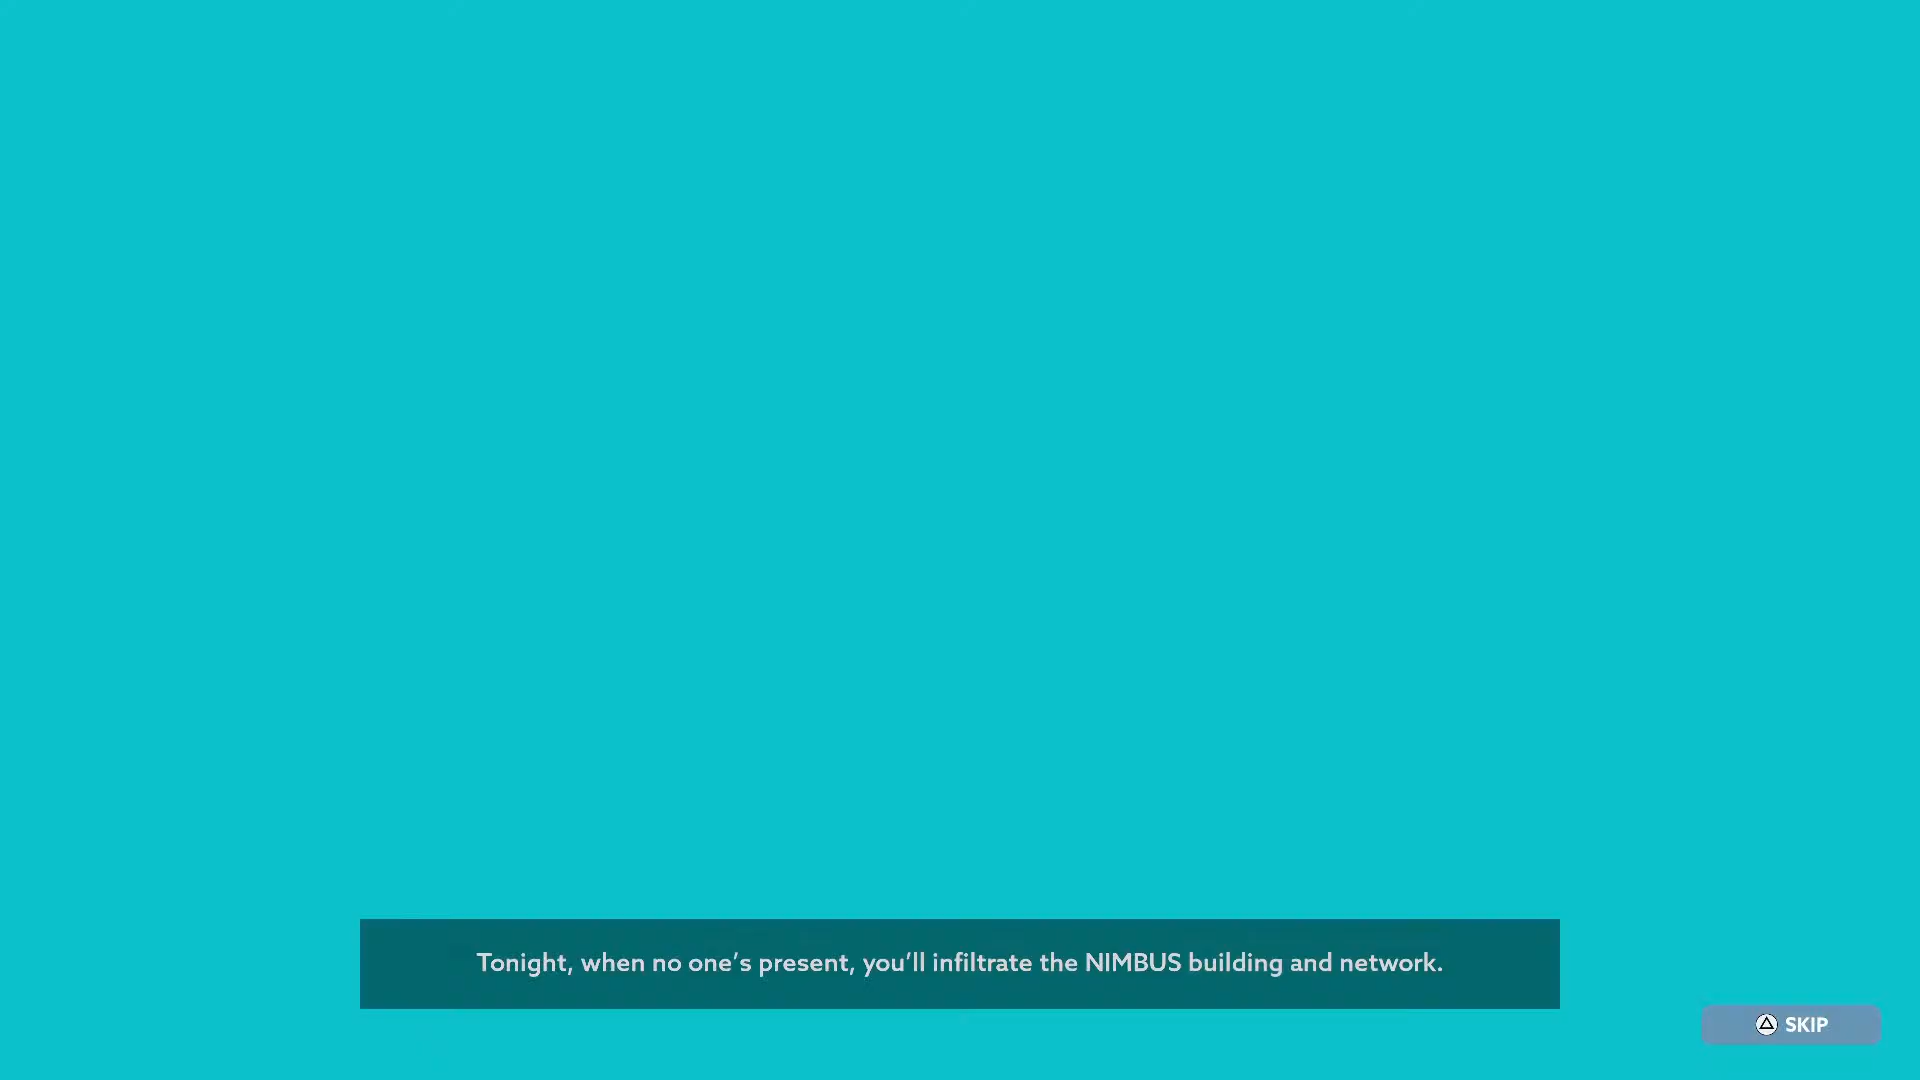 Tonight, when no one’s present, you’ll infiltrate the NIMBUS building and network.
SKIP